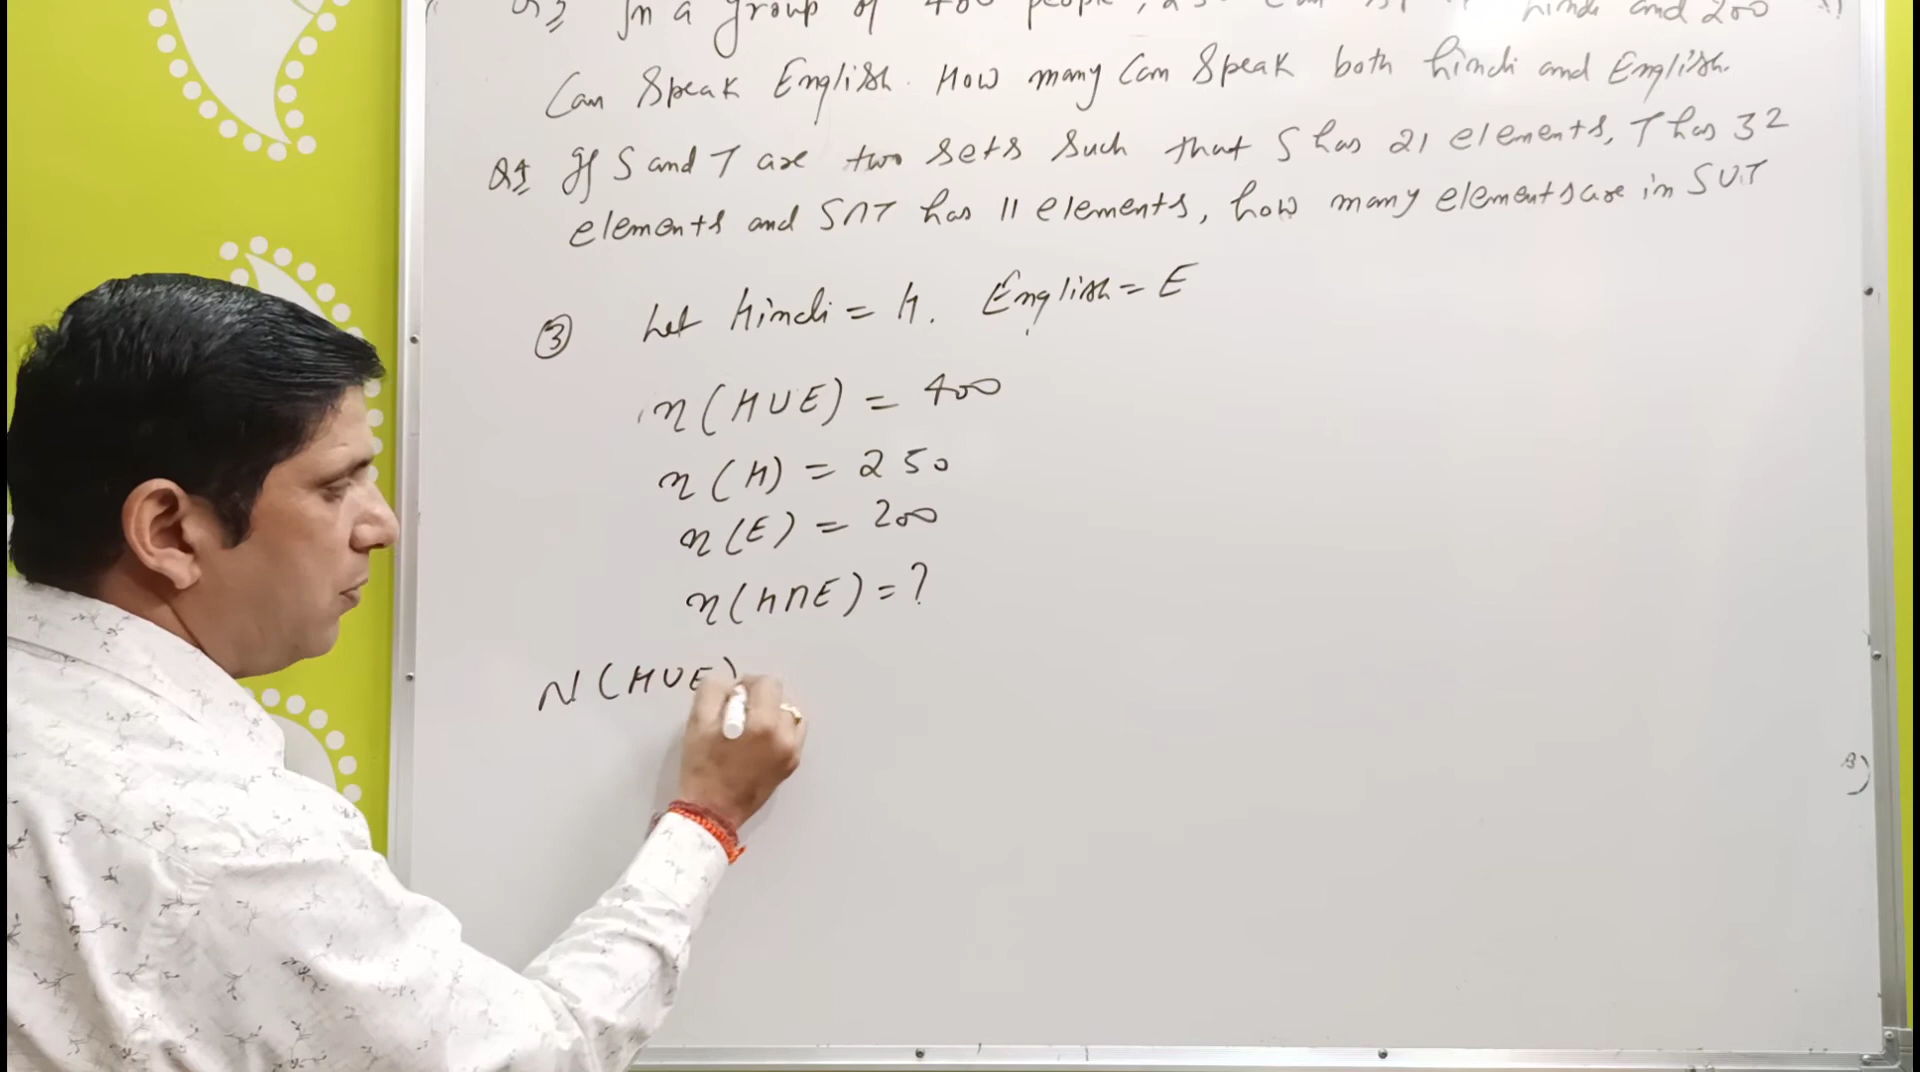 In a group of 400 people, 250 can hindi and 200
Can Speak English. How many Can Speak both hindi and English.
If S and T are two sets such that S has 21 elements, T has 32
elements and S∩T has 11 elements, how many elements are in S∪T
③ Let Hindi = H. English = E
n(H∪E) = 400
n(H) = 250
n(E) = 200
n(H∩E) = ?
N(H∪E)